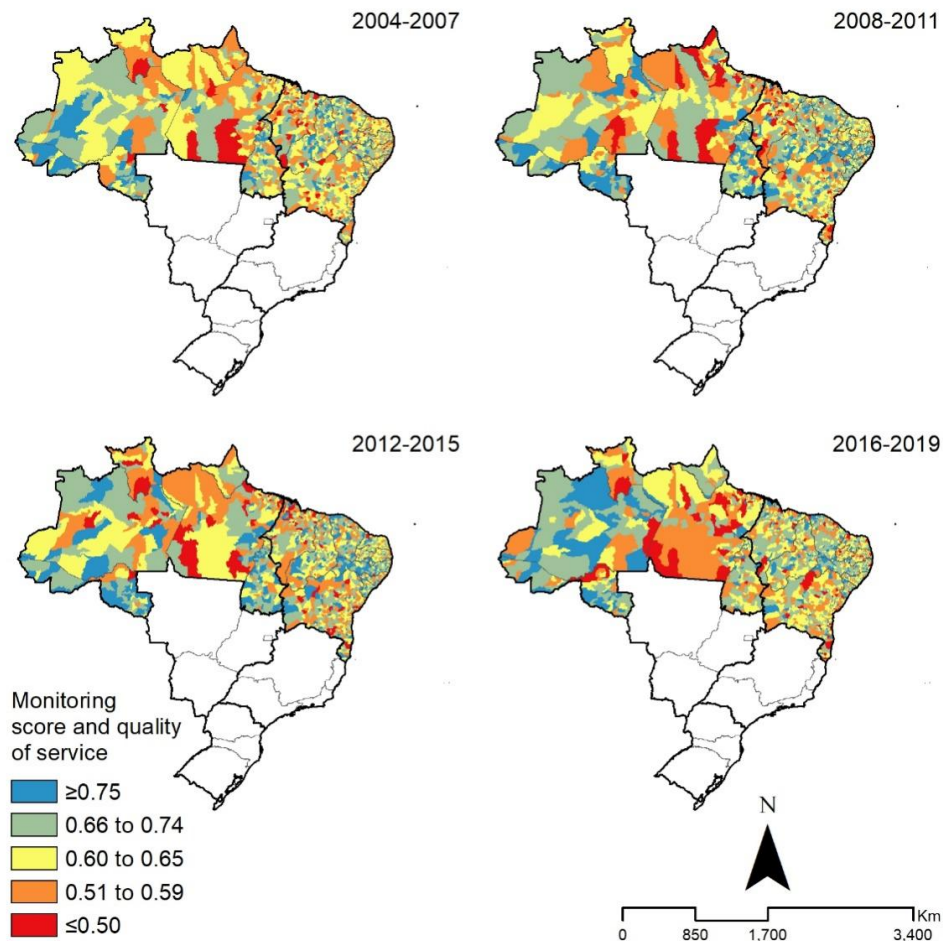 2004-2007
2008-2011
2012-2015
2016-2019
Monitoring
score and quality
of service
≥0.75
0.66 to 0.74
0.60 to 0.65
0.51 to 0.59
≤0.50
N
Km
0 850 1.700 3.400